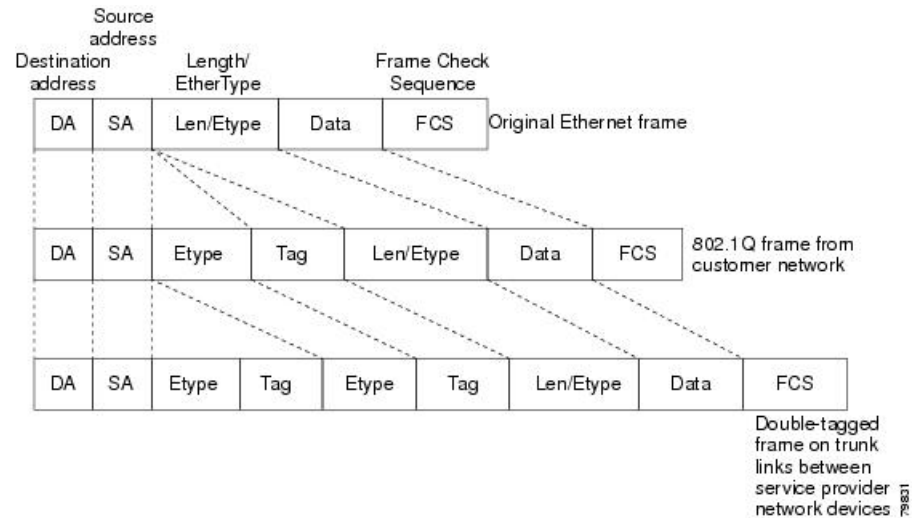 Source
address
Destination
address
Length/
EtherType
Frame Check
Sequence
DA SA Len/Etype Data FCS Original Ethernet frame
DA SA Etype Tag Len/Etype Data FCS
802.1Q frame from
customer network
DA SA Etype Tag Etype Tag Len/Etype Data FCS
Double-tagged
frame on trunk
links between
service provider
network devices
79831